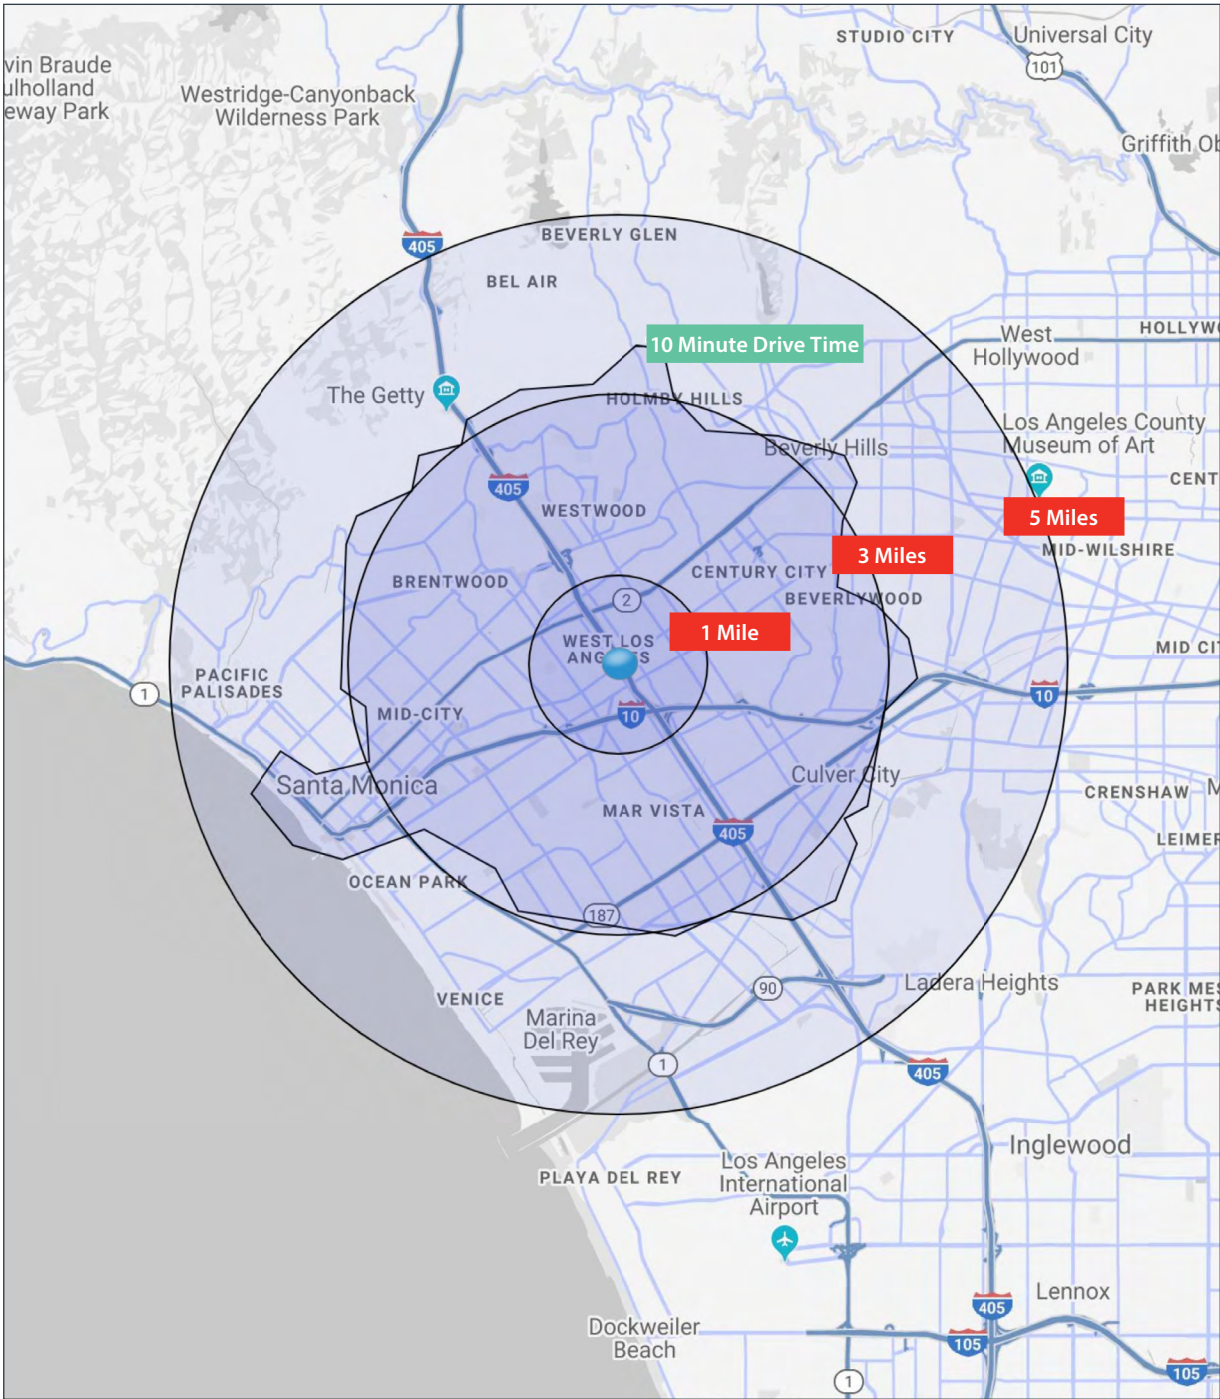 STUDIO CITY
Universal City
101
vin Braude
ulholland
eway Park
Westridge-Canyonback
Wilderness Park
Griffith Ob
405
BEVERLY GLEN
BEL AIR
10 Minute Drive Time
West
Hollywood
HOLLYWO
The Getty
HOLMBY HILLS
Los Angeles County
Museum of Art
Beverly Hills
CENT
405
WESTWOOD
5 Miles
3 Miles
MID-WILSHIRE
BRENTWOOD
CENTURY CITY
BEVERLYWOOD
2
1 Mile
WEST LOS
ANGELES
MID CI
PACIFIC
PALISADES
1
10
MID-CITY
10
Santa Monica
Culver City
CRENSHAW
M
MAR VISTA
405
LEIMER
OCEAN PARK
187
90
Ladera Heights
VENICE
PARK MES
HEIGHTS
Marina
Del Rey
1
405
Inglewood
PLAYA DEL REY
Los Angeles
International
Airport
Lennox
405
Dockweiler
Beach
105
105
1